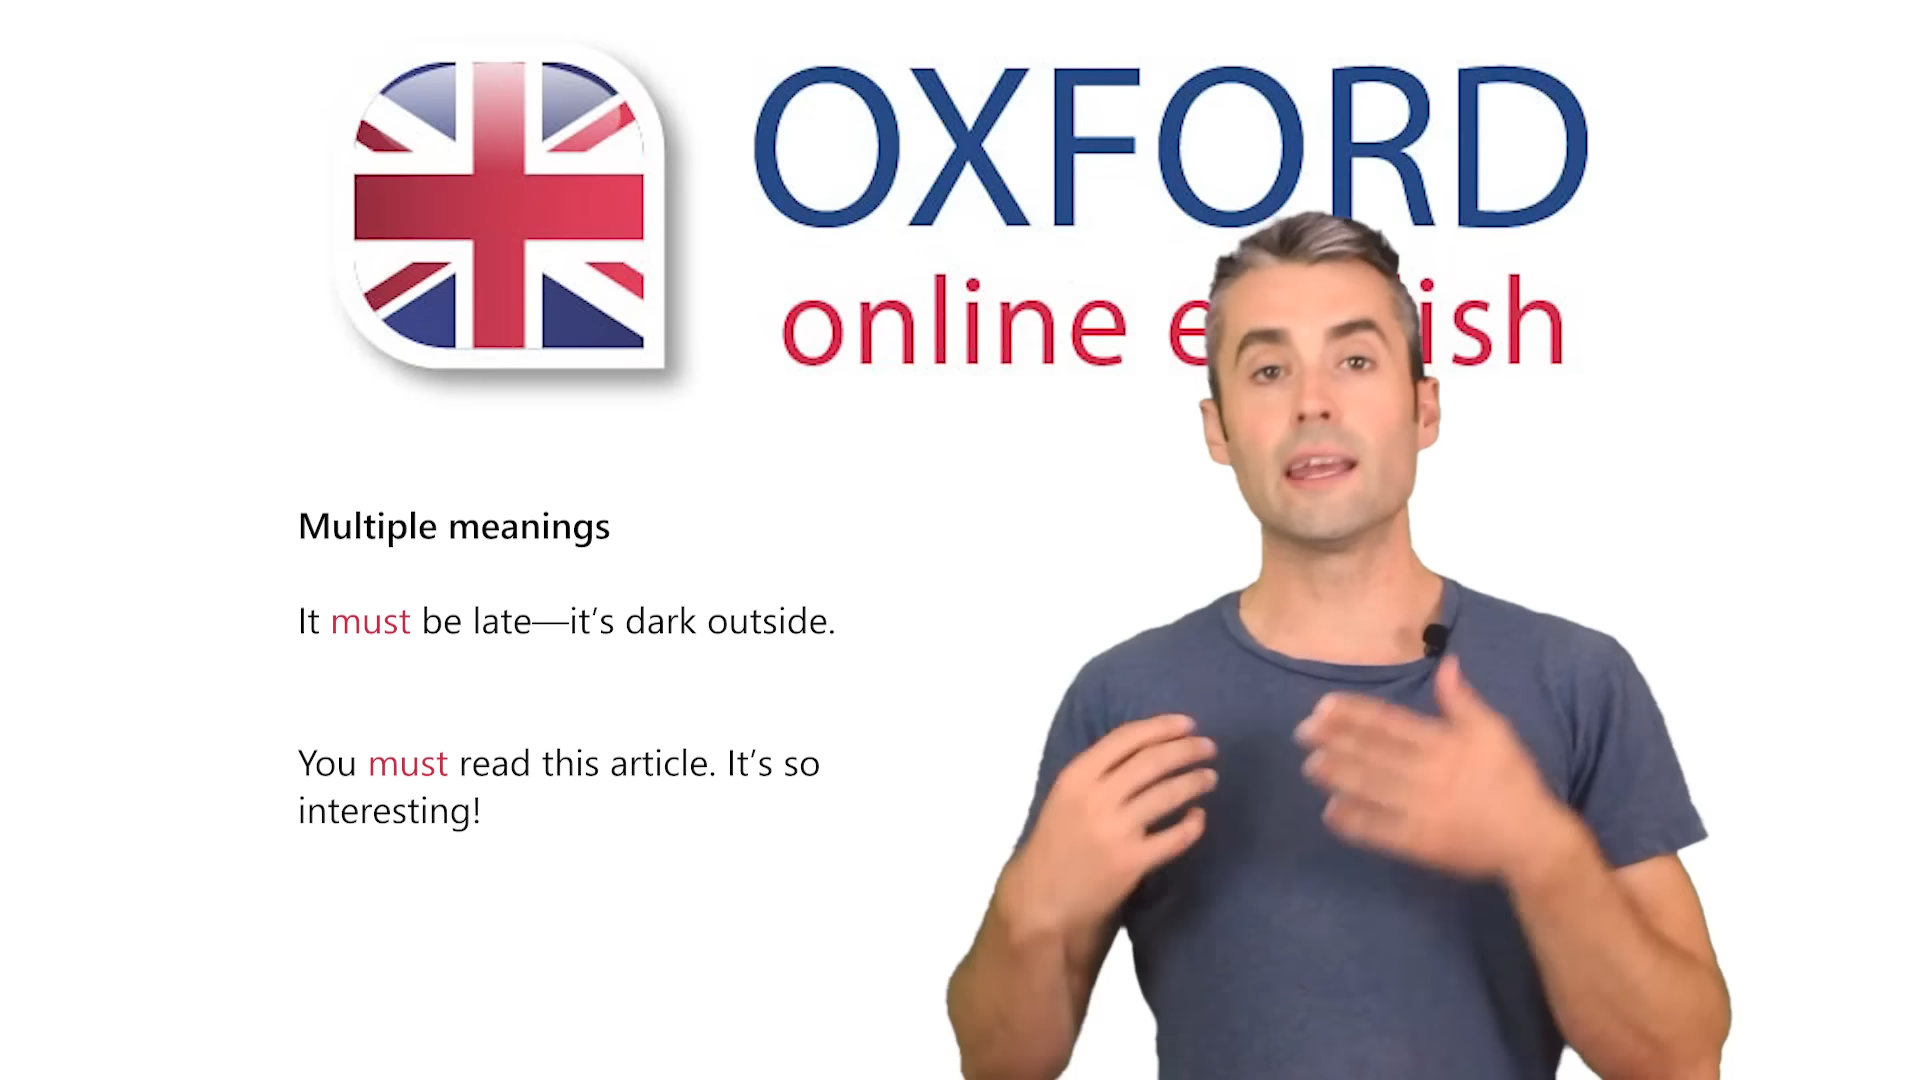 OXFORD
online
Multiple meanings
It must be late—it’s dark outside.
You must read this article. It’s so
interesting!